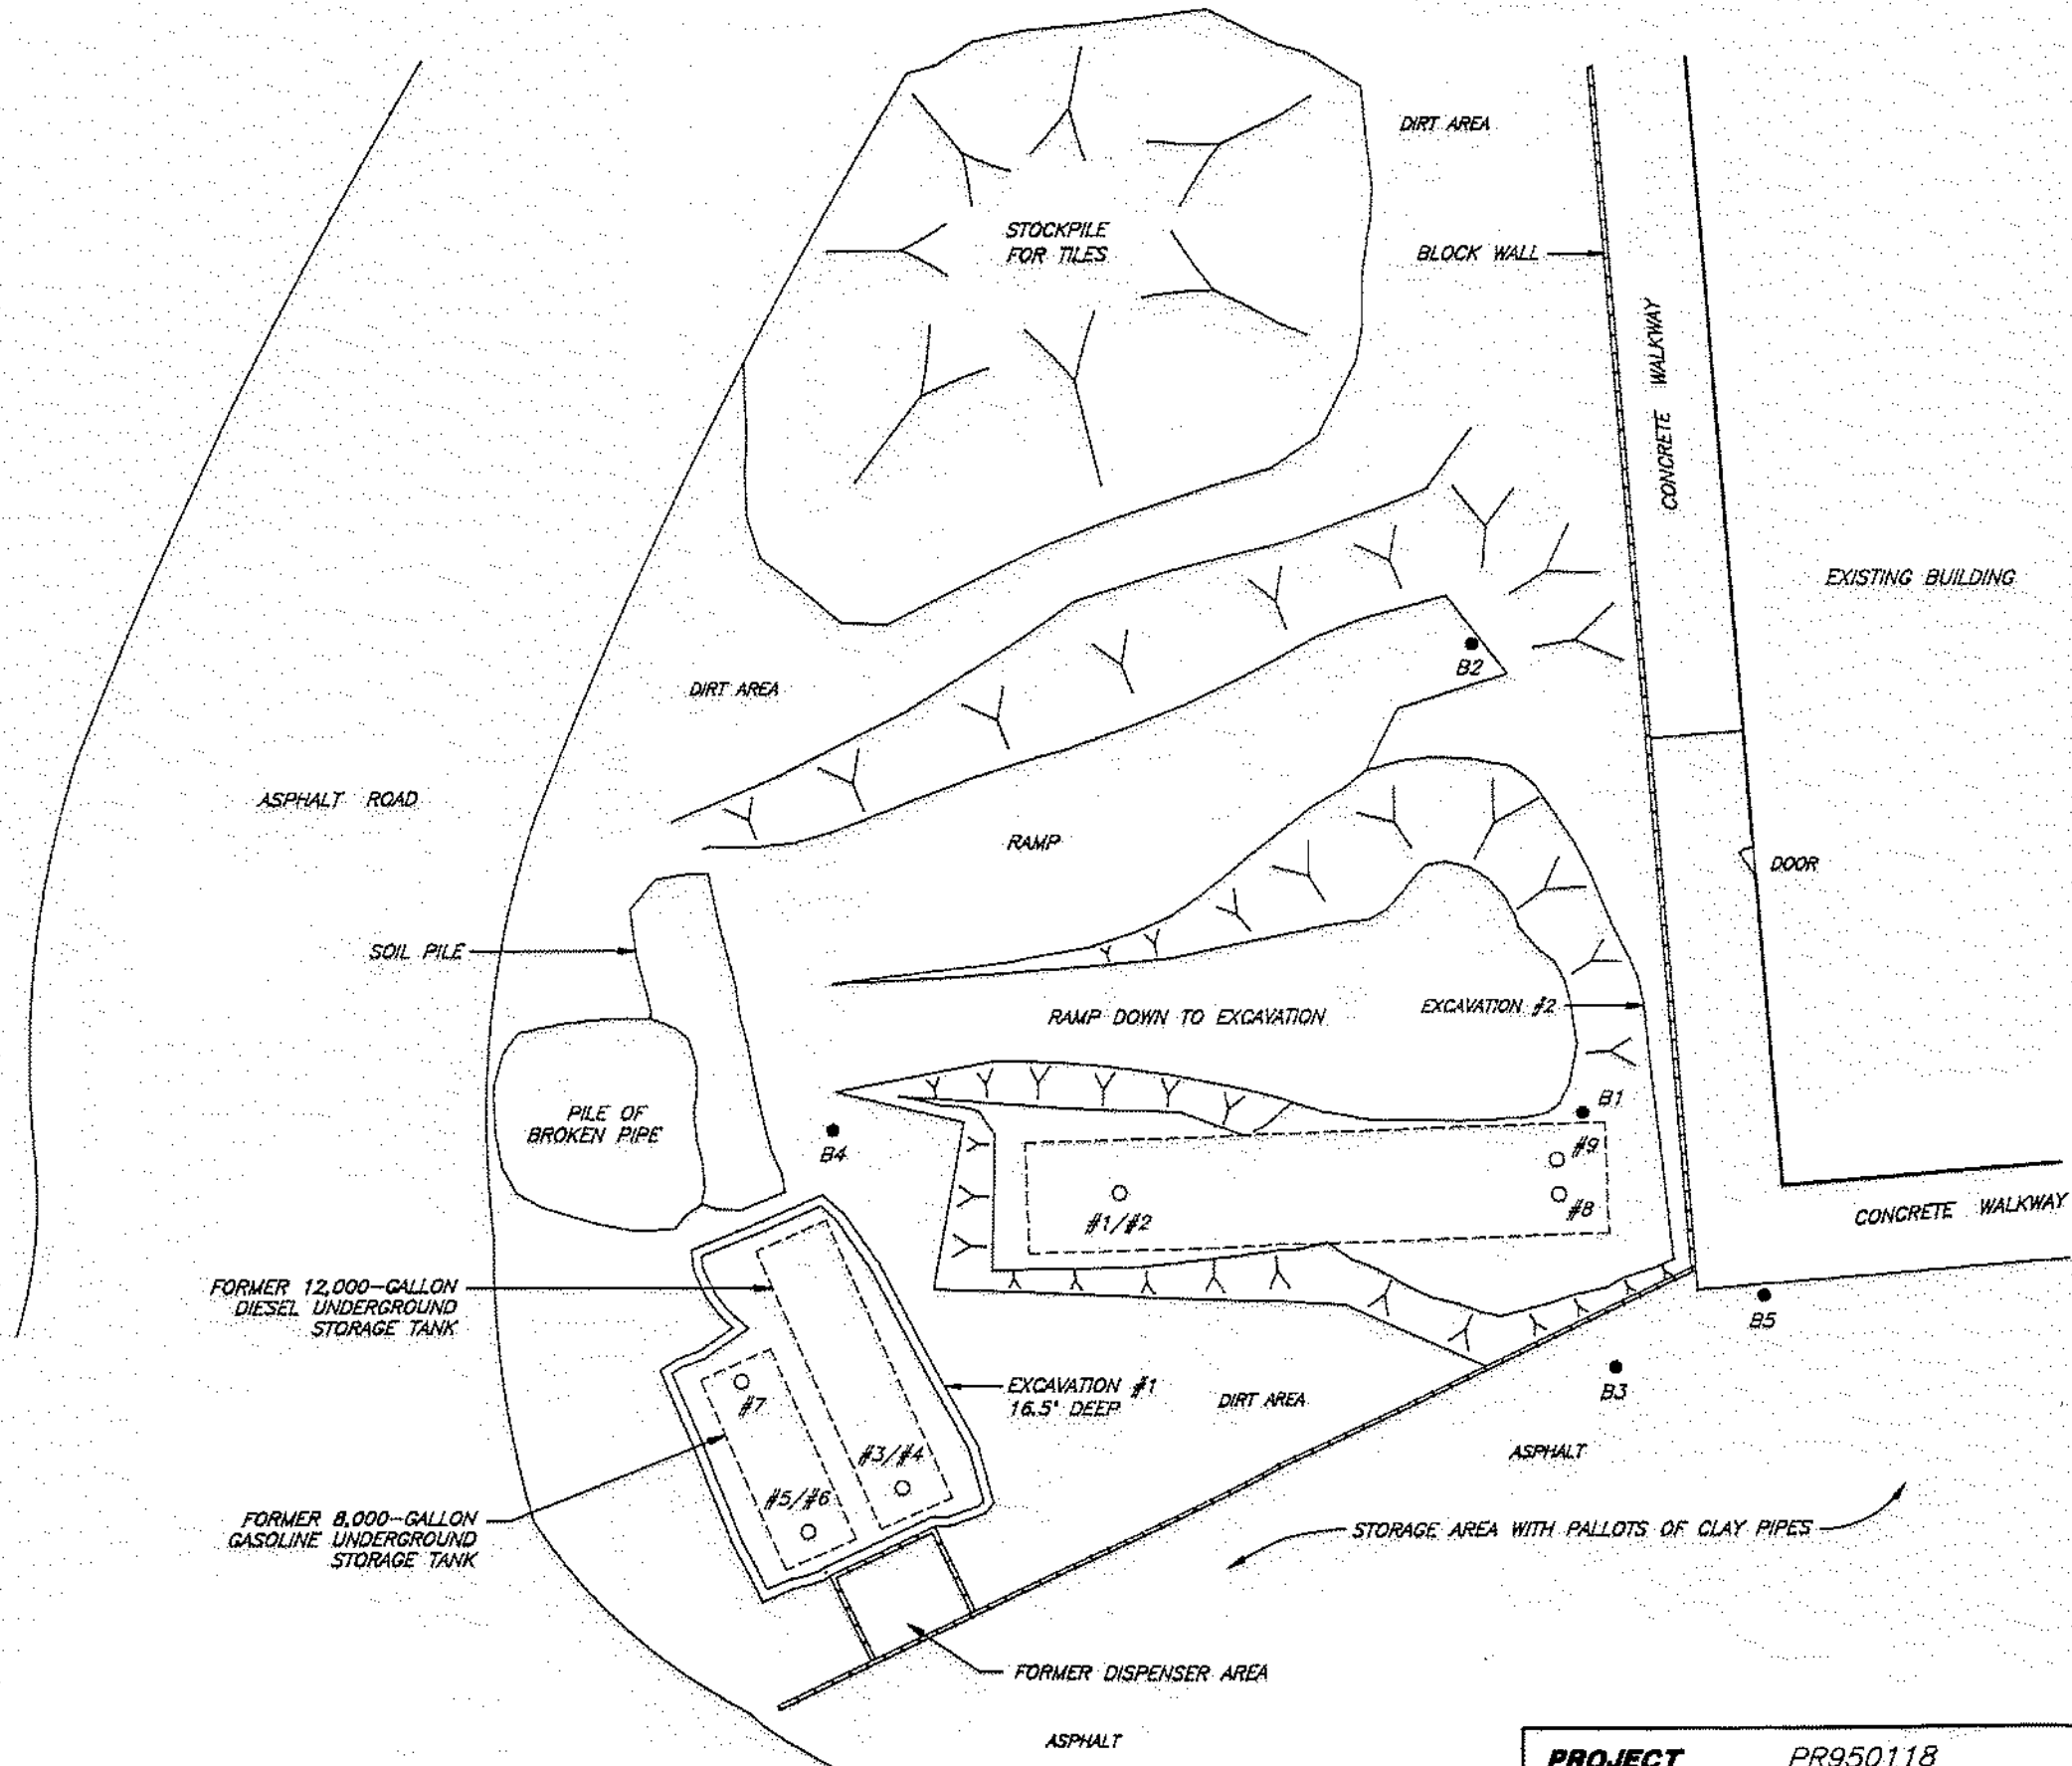 DIRT AREA
STOCKPILE
FOR TILES
BLOCK WALL
CONCRETE WALKWAY
EXISTING BUILDING
B2
DIRT AREA
ASPHALT ROAD
RAMP
DOOR
SOIL PILE
RAMP DOWN TO EXCAVATION
EXCAVATION #2
B1
PILE OF
BROKEN PIPE
B4
#9
#8
#1/#2
CONCRETE WALKWAY
FORMER 12,000-GALLON
DIESEL UNDERGROUND
STORAGE TANK
B5
EXCAVATION #1
16.5' DEEP
DIRT AREA
B3
#7
#3/#4
ASPHALT
#5/#6
FORMER 8,000-GALLON
GASOLINE UNDERGROUND
STORAGE TANK
STORAGE AREA WITH PALLOTS OF CLAY PIPES
FORMER DISPENSER AREA
ASPHALT
PROJECT PR950118